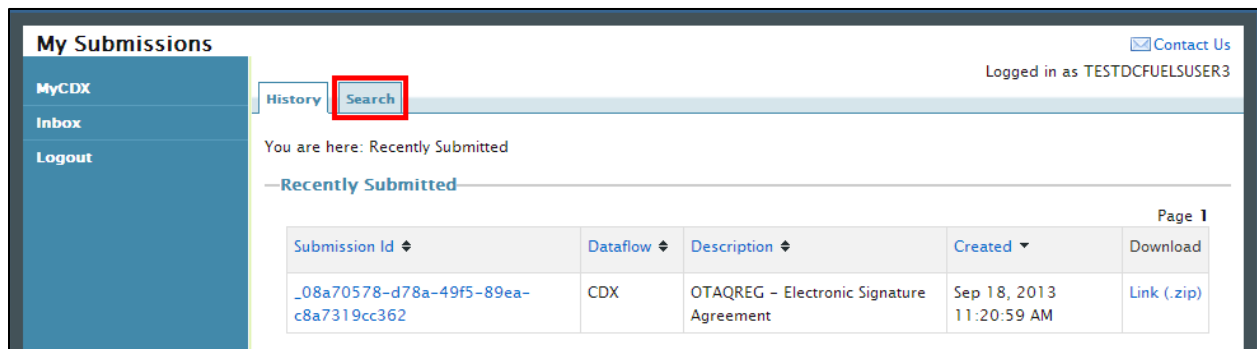 My Submissions
Contact Us
Logged in as TESTDCFUELSUSER3
MyCDX
Inbox
Logout
History Search
You are here: Recently Submitted
Recently Submitted
Page 1
Submission Id Dataflow Description Created Download
_08a70578-d78a-49f5-89ea- CDX OTAQREG - Electronic Signature Sep 18, 2013 Link (.zip)
c8a7319cc362 Agreement 11:20:59 AM